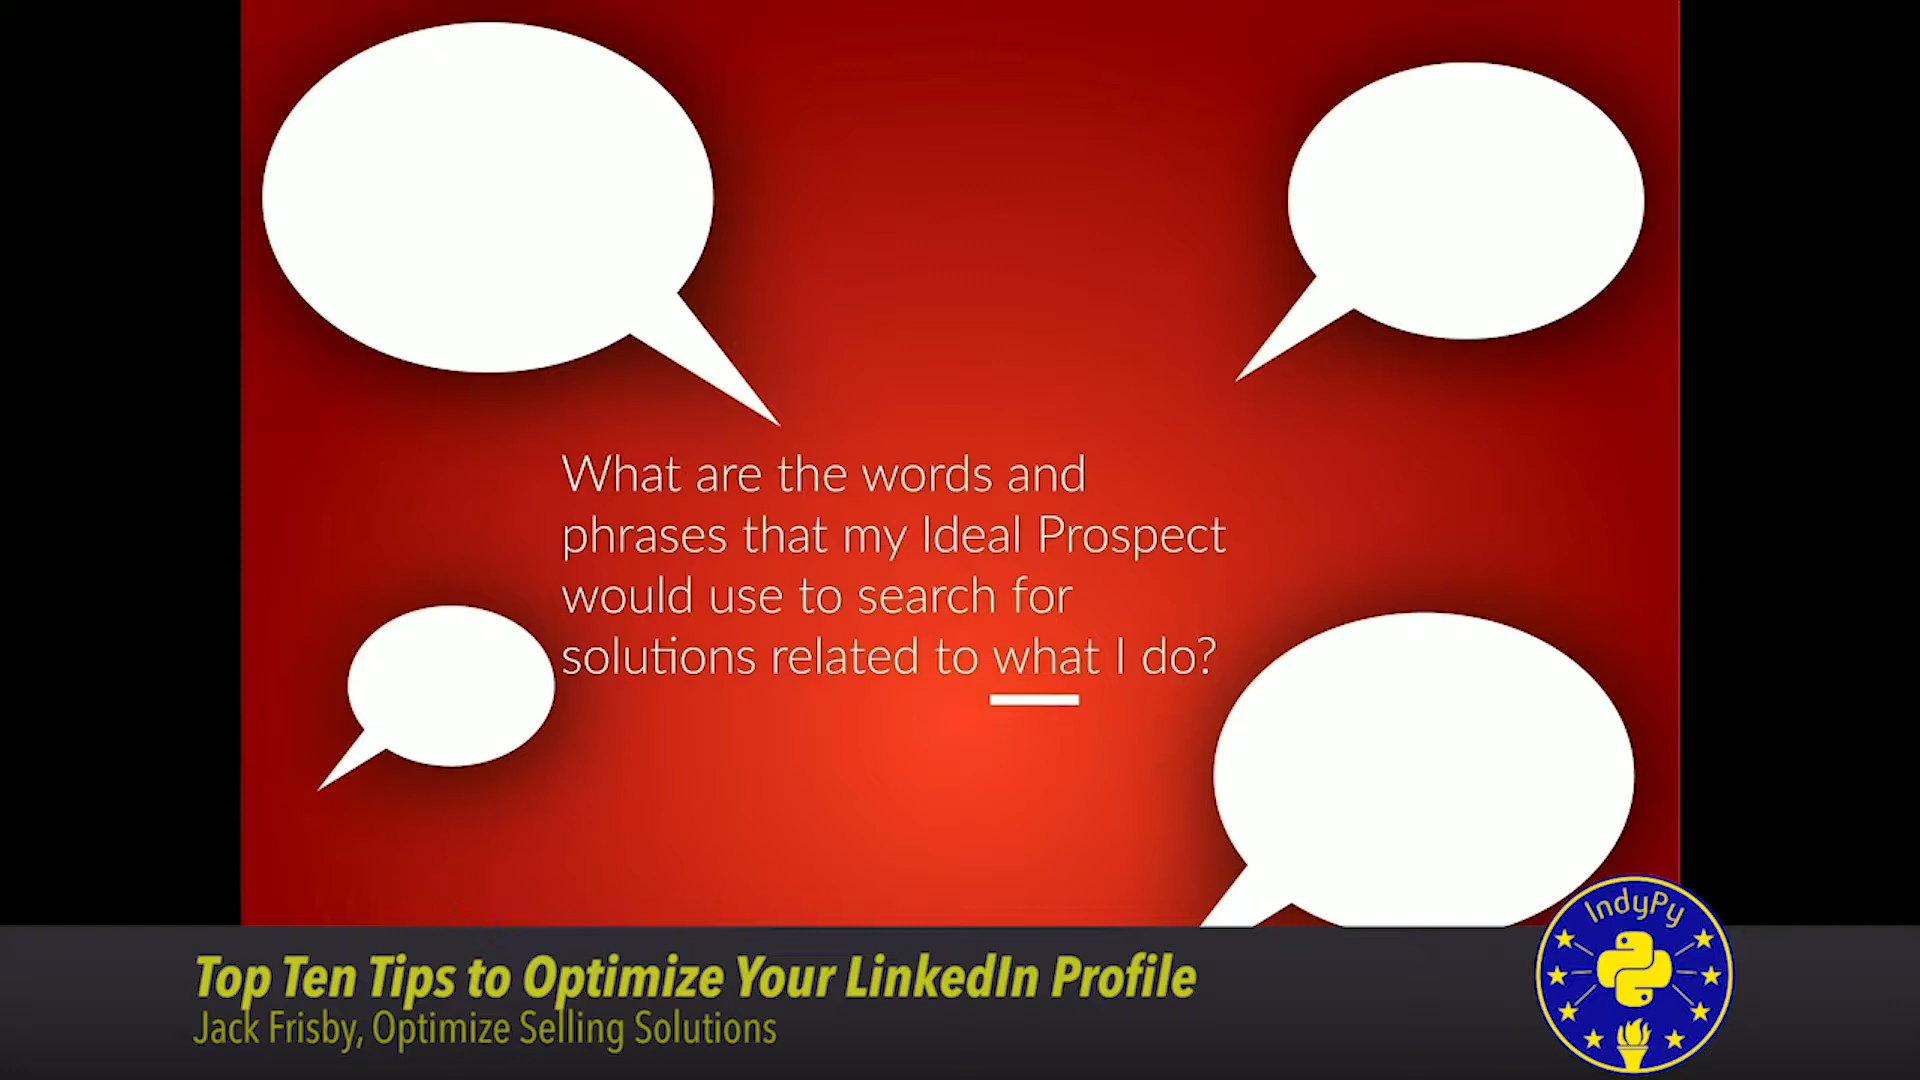 What are the words and
phrases that my Ideal Prospect
would use to search for
solutions related to what I do?
Top Ten Tips to Optimize Your LinkedIn Profile
Jack Frisby, Optimize Selling Solutions
IndyPy